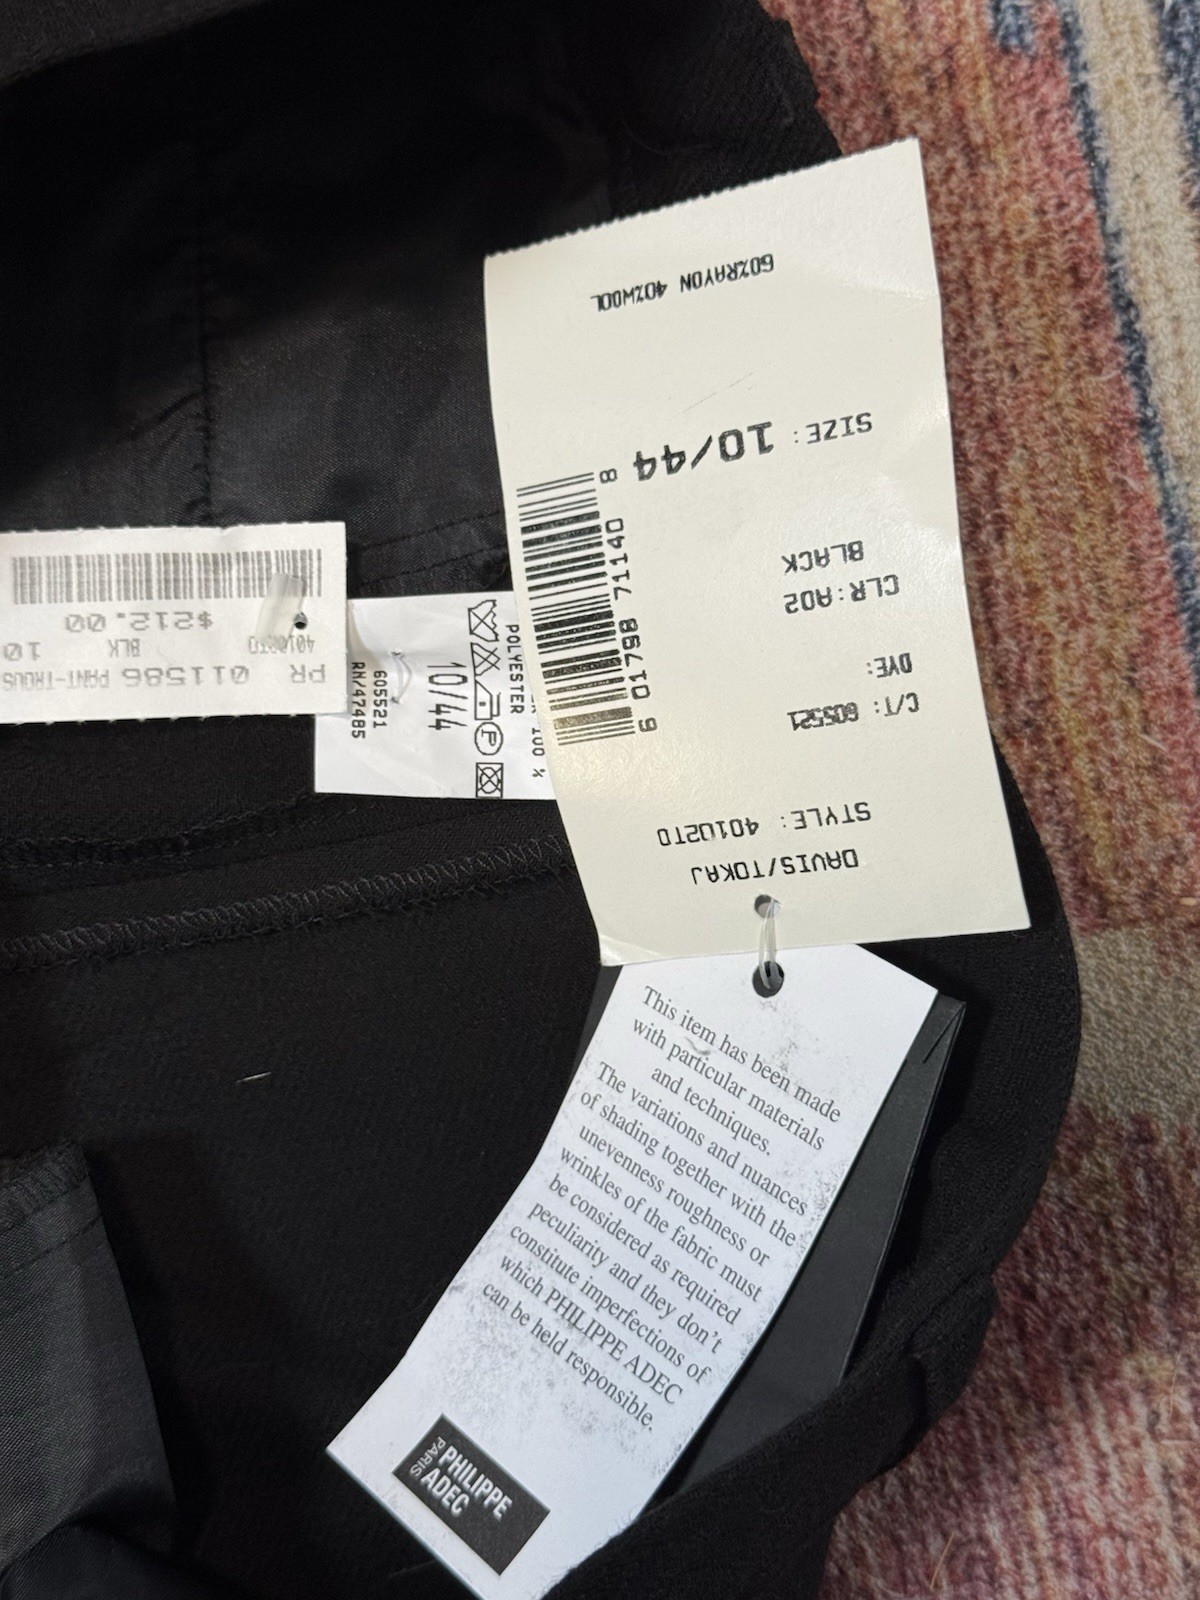 60%RAYON 40%WOOL
SIZE: 10/44
CLR: A02
BLACK
DYE:
C/T: 605521
STYLE: 40102TO
DAVIS/TOKAJ
6 01798 71140 8
PR 011586 PANT-TROUS
40102TO BLK 10
$212.00
100 %
POLYESTER
P
10/44
605521
RN/47485
This item has been made
with particular materials
and techniques.
The variations and nuances
of shading together with the
unevenness roughness or
wrinkles of the fabric must
be considered as required
peculiarity and they don't
constitute imperfections of
which PHILIPPE ADEC
can be held responsible.
PHILIPPE
ADEC
PARIS